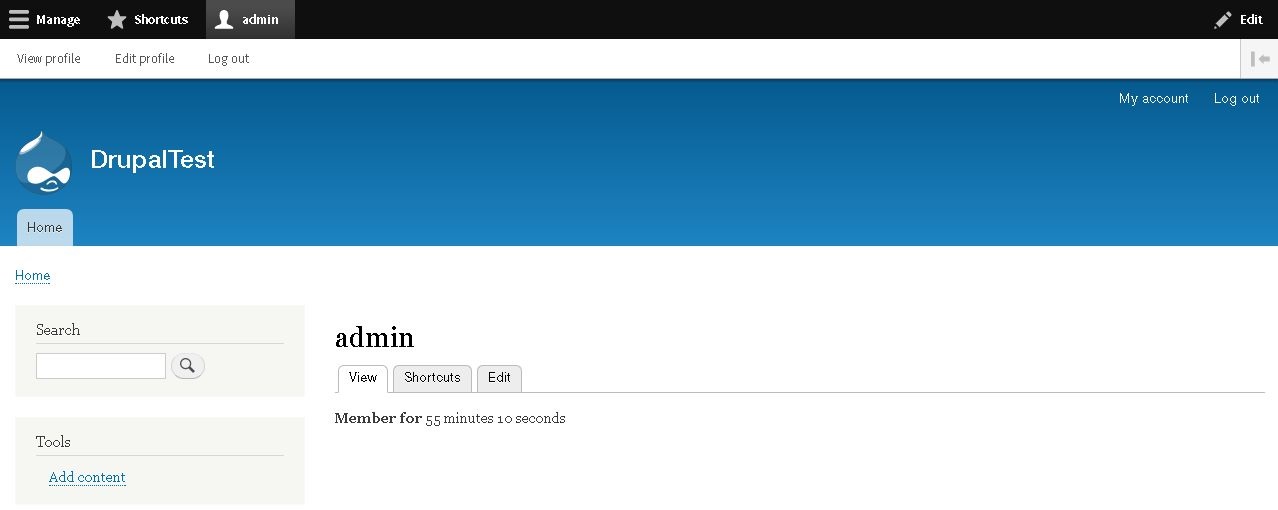 Manage Shortcuts admin Edit
View profile Edit profile Log out
My account Log out
DrupalTest
Home
Home
Search
admin
View Shortcuts Edit
Member for 55 minutes 10 seconds
Tools
Add content